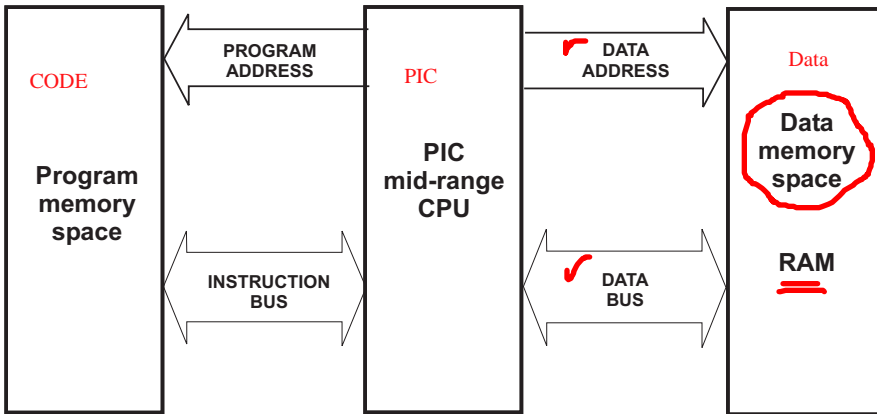 CODE
Program
memory
space
PROGRAM
ADDRESS
INSTRUCTION
BUS
PIC
PIC
mid-range
CPU
DATA
ADDRESS
DATA
BUS
Data
Data
memory
space
RAM